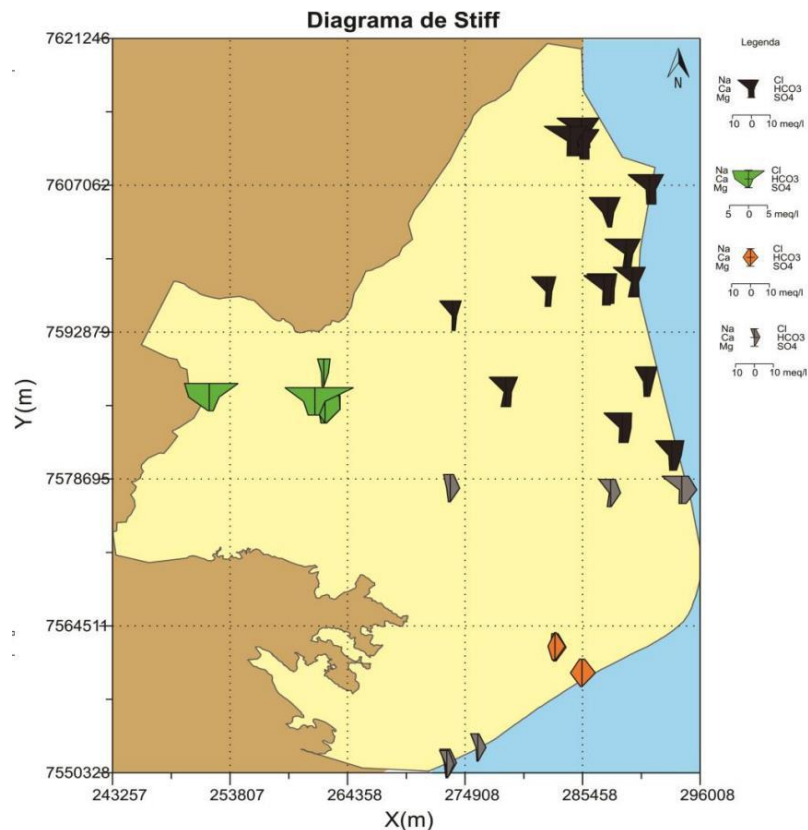 Diagrama de Stiff
7621246
7607062
7592879
7578695
7564511
7550328
Y(m)
243257 253807 264358 274908 285458 296008
X(m)
N
Legenda
Na Cl
Ca HCO3
Mg SO4
10 0 10 meq/l
Na Cl
Ca HCO3
Mg SO4
5 0 5 meq/l
Na Cl
Ca HCO3
Mg SO4
10 0 10 meq/l
Na Cl
Ca HCO3
Mg SO4
10 0 10 meq/l